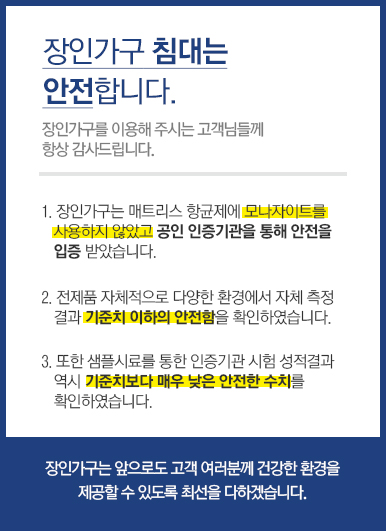 장인가구 침대는
안전합니다.
장인가구를 이용해 주시는 고객님들께
항상 감사드립니다.
1. 장인가구는 매트리스 항균제에 모나자이트를
사용하지 않았고 공인 인증기관을 통해 안전을
입증 받았습니다.
2. 전제품 자체적으로 다양한 환경에서 자체 측정
결과 기준치 이하의 안전함을 확인하였습니다.
3. 또한 샘플시료를 통한 인증기관 시험 성적결과
역시 기준치보다 매우 낮은 안전한 수치를
확인하였습니다.
장인가구는 앞으로도 고객 여러분께 건강한 환경을
제공할 수 있도록 최선을 다하겠습니다.